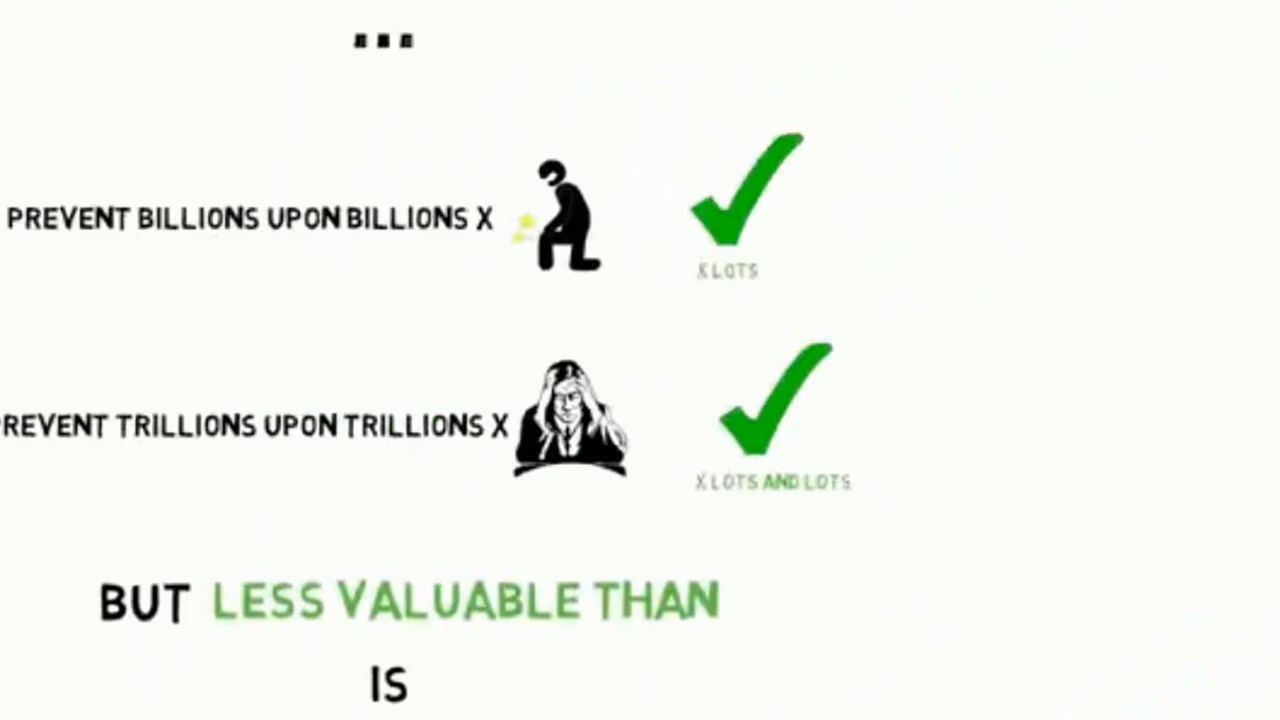 ...
PREVENT BILLIONS UPON BILLIONS X
X LOTS
REVENT TRILLIONS UPON TRILLIONS X
X LOTS AND LOTS
BUT LESS VALUABLE THAN
IS